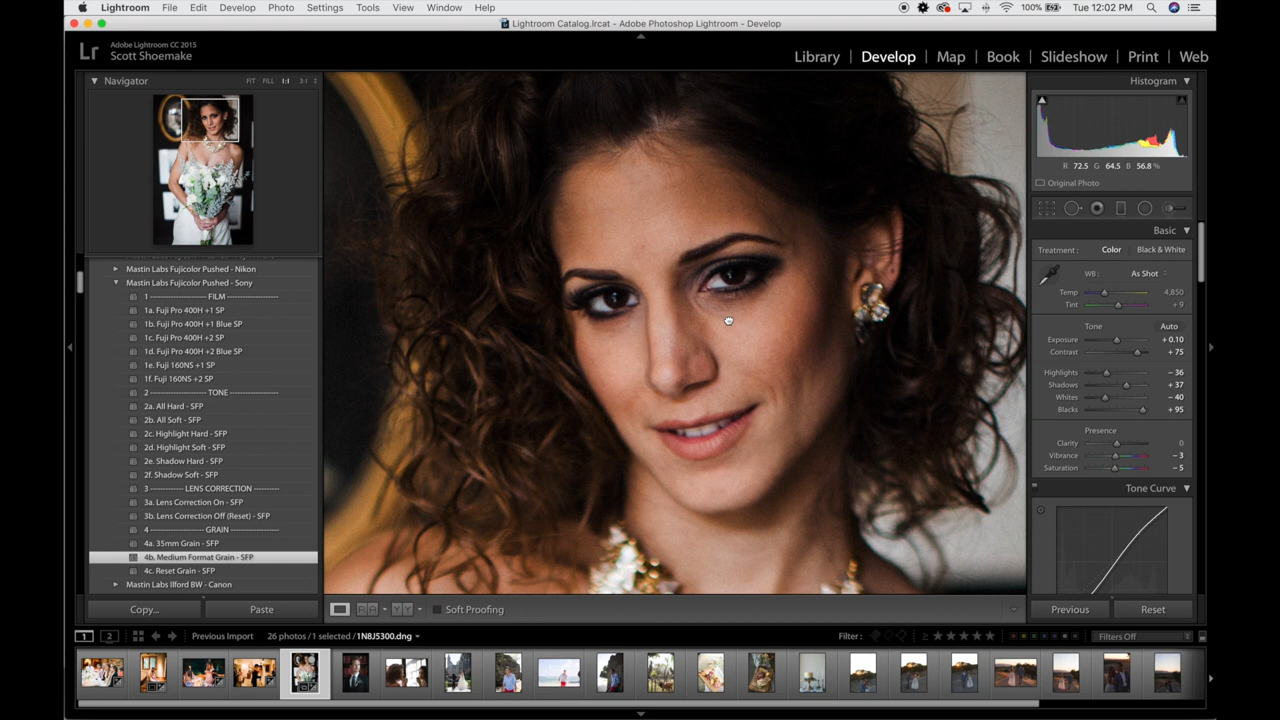 Lightroom File Edit Develop Photo Settings Tools View Window Help 100% Tue 12:02 PM
Lightroom Catalog.lrcat - Adobe Photoshop Lightroom - Develop
Lr Adobe Lightroom CC 2015
Scott Shoemake
Library | Develop | Map | Book | Slideshow | Print | Web
Navigator FIT FILL 1:1 3:1
Mastin Labs Fujicolor Pushed - Nikon
Mastin Labs Fujicolor Pushed - Sony
1 ---------------- FILM ----------------
1a. Fuji Pro 400H +1 SP
1b. Fuji Pro 400H +1 Blue SP
1c. Fuji Pro 400H +2 SP
1d. Fuji Pro 400H +2 Blue SP
1e. Fuji 160NS +1 SP
1f. Fuji 160NS +2 SP
2 ---------------- TONE ----------------
2a. All Hard - SFP
2b. All Soft - SFP
2c. Highlight Hard - SFP
2d. Highlight Soft - SFP
2e. Shadow Hard - SFP
2f. Shadow Soft - SFP
3 ------------- LENS CORRECTION ----------
3a. Lens Correction On - SFP
3b. Lens Correction Off (Reset) - SFP
4 ---------------- GRAIN ----------------
4a. 35mm Grain - SFP
4b. Medium Format Grain - SFP
4c. Reset Grain - SFP
Mastin Labs Ilford BW - Canon
Copy... Paste
Histogram
R 72.5 G 64.5 B 56.8 %
Original Photo
Basic
Treatment : Color Black & White
WB : As Shot
Temp 4,850
Tint + 9
Tone Auto
Exposure + 0.10
Contrast + 75
Highlights − 36
Shadows + 37
Whites − 40
Blacks + 95
Presence
Clarity 0
Vibrance − 3
Saturation − 5
Tone Curve
Soft Proofing
Previous Reset
1 2 Previous Import 26 photos / 1 selected / 1N8J5300.dng Filter : ≥ ★★★★★ Filters Off